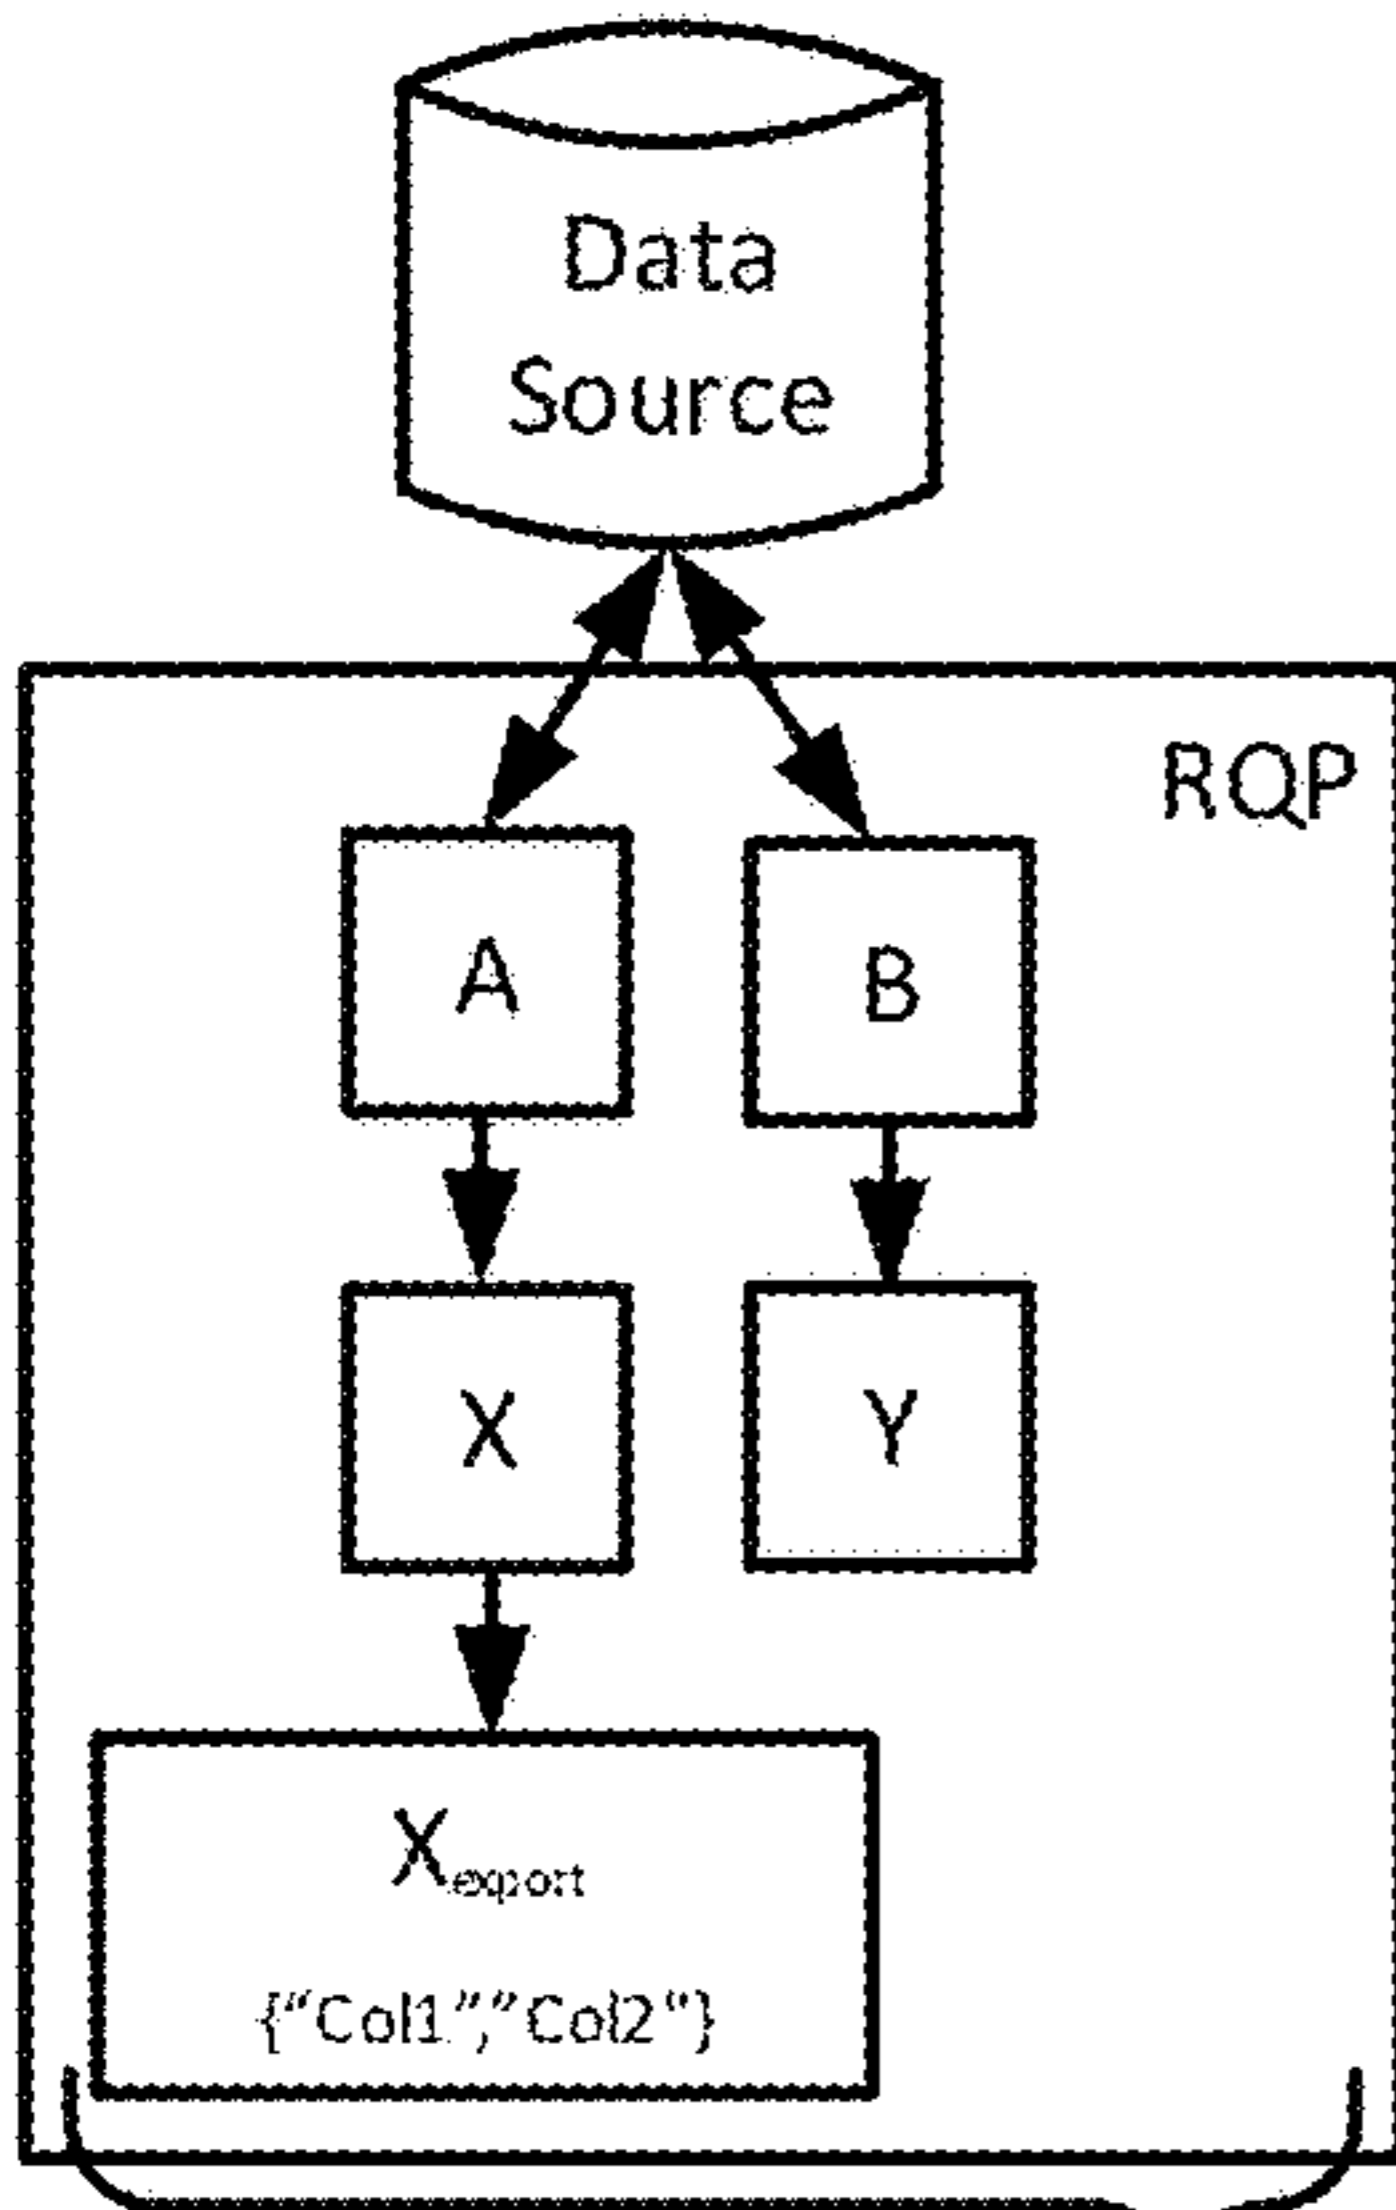 Data
Source
RQP
A
B
X
Y
Xexport
{“Col1”,”Col2“}